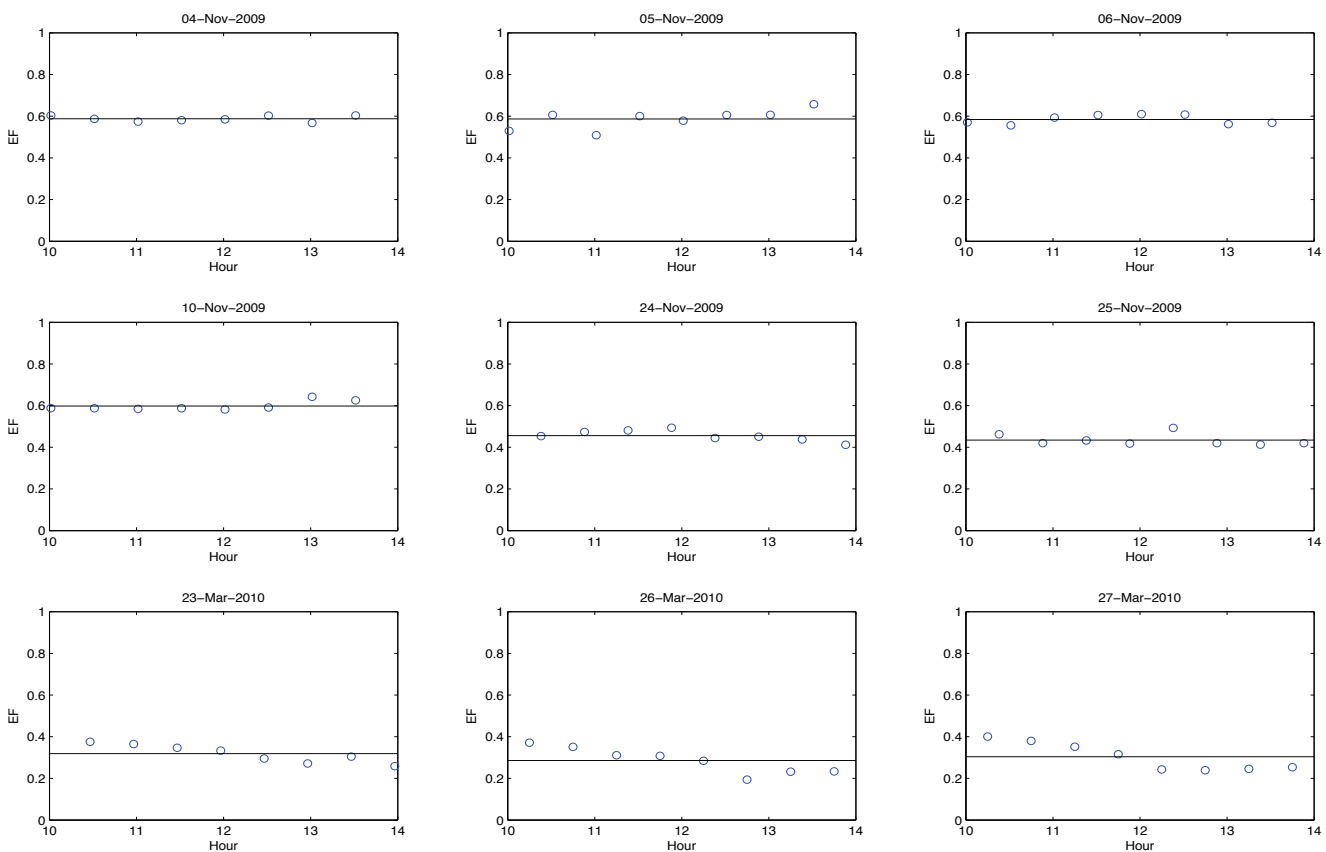 04-Nov-2009
1
0.8
0.6
0.4
0.2
0
EF
10 11 12 13 14
Hour
05-Nov-2009
1
0.8
0.6
0.4
0.2
0
EF
10 11 12 13 14
Hour
06-Nov-2009
1
0.8
0.6
0.4
0.2
0
EF
10 11 12 13 14
Hour
10-Nov-2009
1
0.8
0.6
0.4
0.2
0
EF
10 11 12 13 14
Hour
24-Nov-2009
1
0.8
0.6
0.4
0.2
0
EF
10 11 12 13 14
Hour
25-Nov-2009
1
0.8
0.6
0.4
0.2
0
EF
10 11 12 13 14
Hour
23-Mar-2010
1
0.8
0.6
0.4
0.2
0
EF
10 11 12 13 14
Hour
26-Mar-2010
1
0.8
0.6
0.4
0.2
0
EF
10 11 12 13 14
Hour
27-Mar-2010
1
0.8
0.6
0.4
0.2
0
EF
10 11 12 13 14
Hour